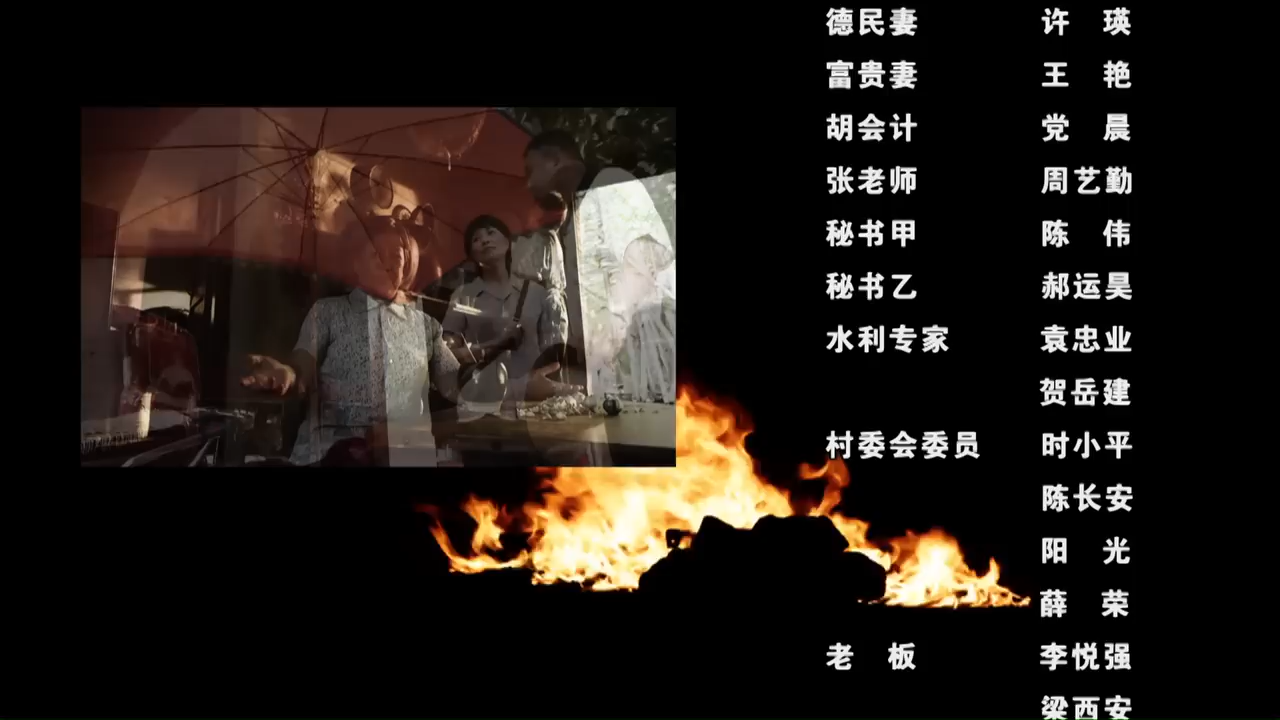 德民妻 许 瑛
富贵妻 王 艳
胡会计 党 晨
张老师 周艺勤
秘书甲 陈 伟
秘书乙 郝运昊
水利专家 袁忠业
贺岳建
村委会委员 时小平
陈长安
阳 光
薛 荣
老 板 李悦强
梁西安